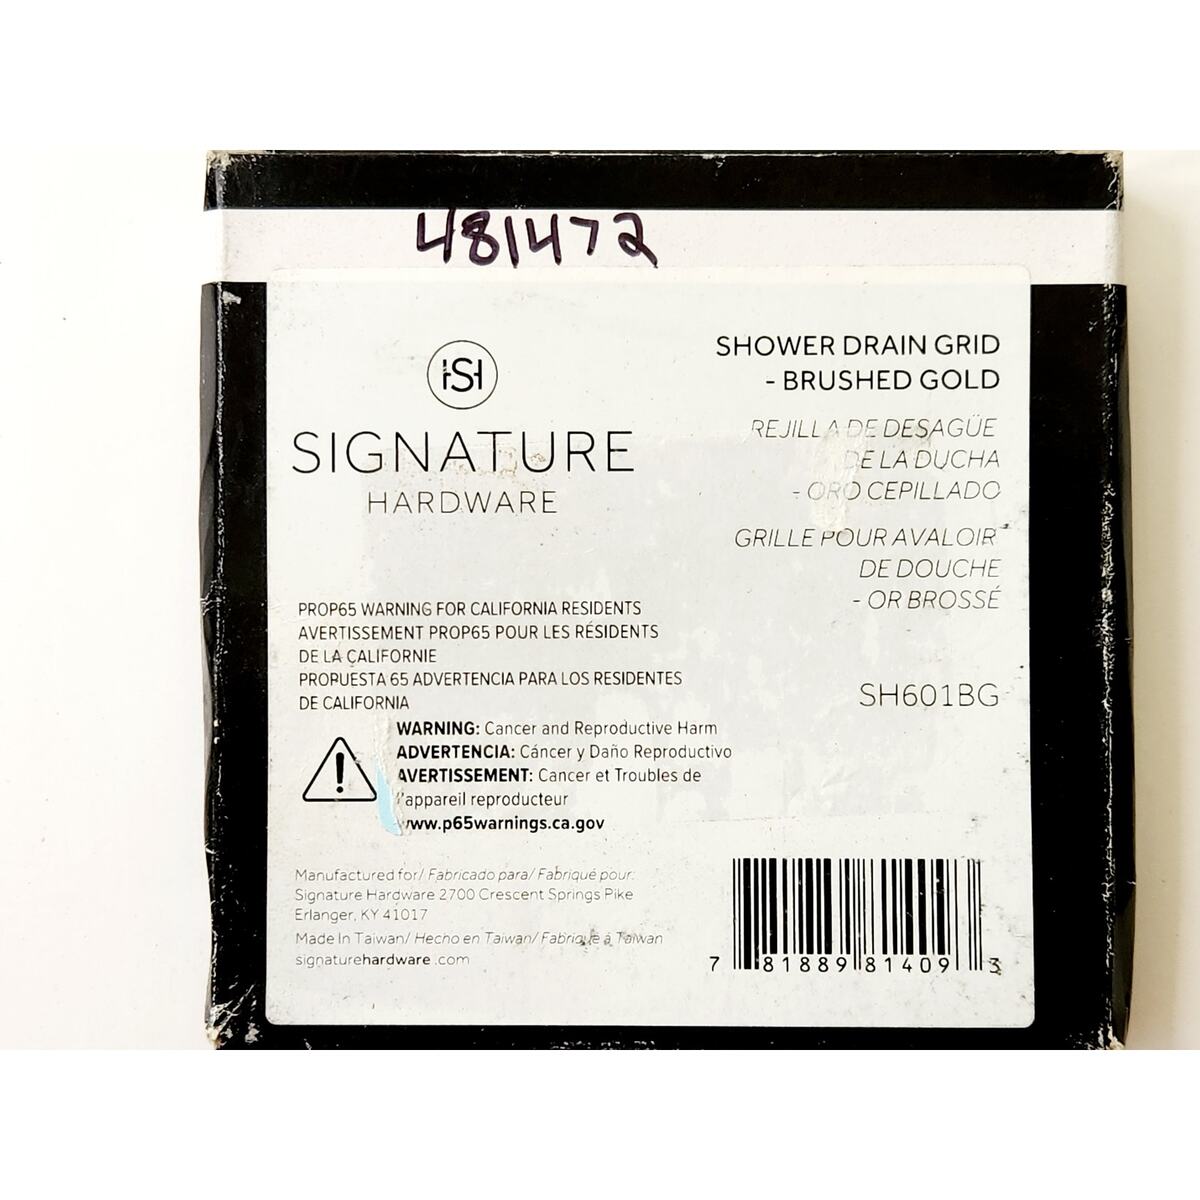 481472
SH
SIGNATURE
HARDWARE
SHOWER DRAIN GRID
- BRUSHED GOLD
REJILLA DE DESAGÜE
DE LA DUCHA
- ORO CEPILLADO
GRILLE POUR AVALOIR
DE DOUCHE
- OR BROSSÉ
SH601BG
PROP65 WARNING FOR CALIFORNIA RESIDENTS
AVERTISSEMENT PROP65 POUR LES RÉSIDENTS
DE LA CALIFORNIE
PROPUESTA 65 ADVERTENCIA PARA LOS RESIDENTES
DE CALIFORNIA
WARNING: Cancer and Reproductive Harm
ADVERTENCIA: Cáncer y Daño Reproductivo
AVERTISSEMENT: Cancer et Troubles de
l'appareil reproducteur
www.p65warnings.ca.gov
Manufactured for/ Fabricado para/ Fabriqué pour:
Signature Hardware 2700 Crescent Springs Pike
Erlanger, KY 41017
Made In Taiwan/ Hecho en Taiwan/ Fabriqué à Taiwan
signaturehardware.com
7 81889 81409 3